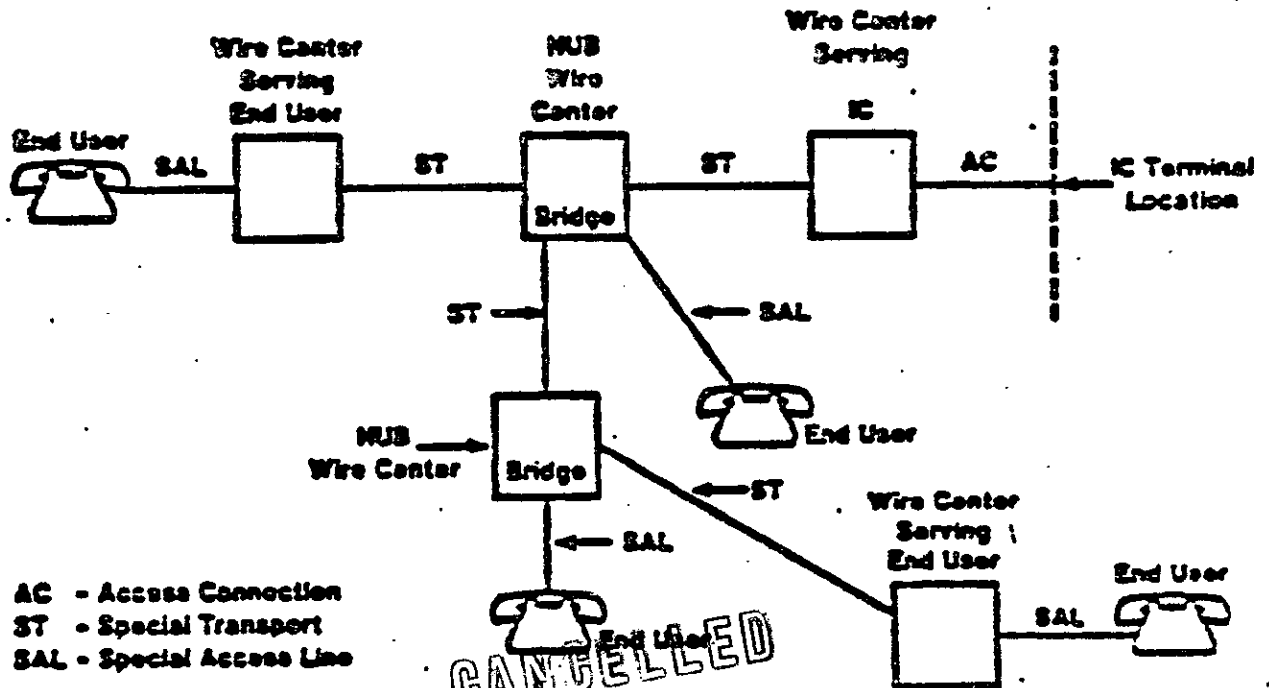 Wire Center
Serving
End User
HUB
Wire
Center
Wire Center
Serving
IC
End User
SAL
ST
ST
AC
IC Terminal
Location
Bridge
ST
SAL
HUB
Wire Center
Bridge
End User
ST
Wire Center
Serving
End User
SAL
End User
SAL
End User
AC - Access Connection
ST - Special Transport
SAL - Special Access Line
CANCELLED